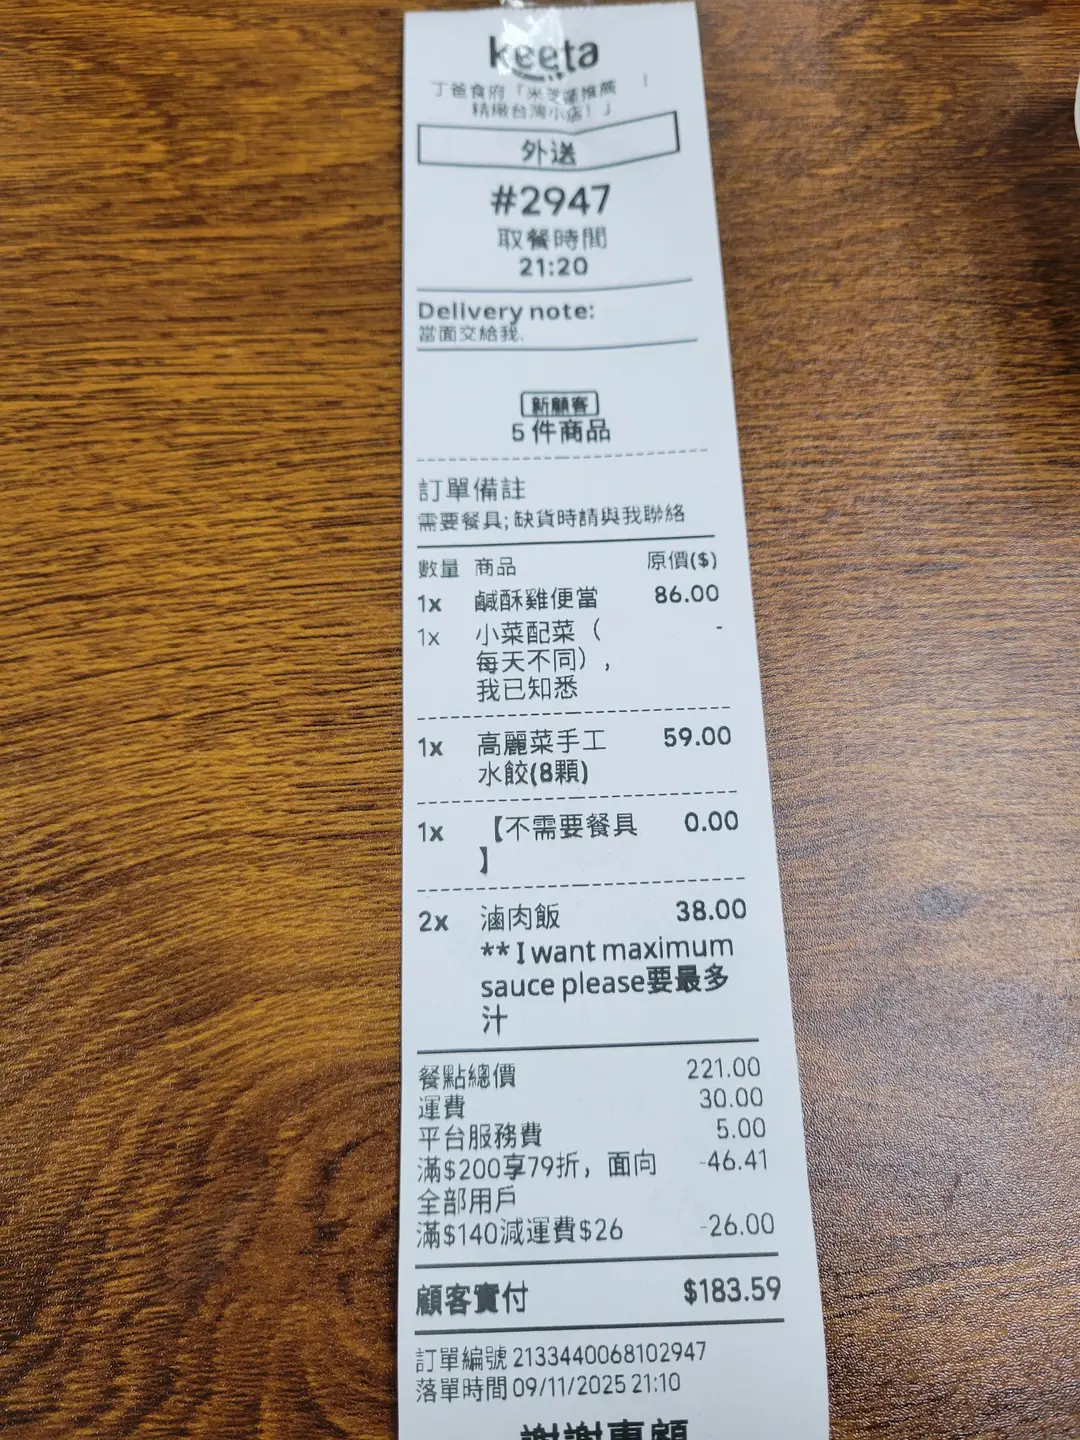 keeta
丁爸食府「米芝蓮推薦
精緻台灣小店！」
外送
#2947
取餐時間
21:20
Delivery note:
當面交給我.
新顧客
5 件商品
訂單備註
需要餐具; 缺貨時請與我聯絡
數量 商品 原價($)
1x 鹹酥雞便當 86.00
1x 小菜配菜（ -
每天不同）,
我已知悉
1x 高麗菜手工 59.00
水餃(8顆)
1x 【不需要餐具 0.00
】
2x 滷肉飯 38.00
**I want maximum
sauce please要最多
汁
餐點總價 221.00
運費 30.00
平台服務費 5.00
滿$200享79折，面向 -46.41
全部用戶
滿$140減運費$26 -26.00
顧客實付 $183.59
訂單編號 2133440068102947
落單時間 09/11/2025 21:10
謝謝惠顧